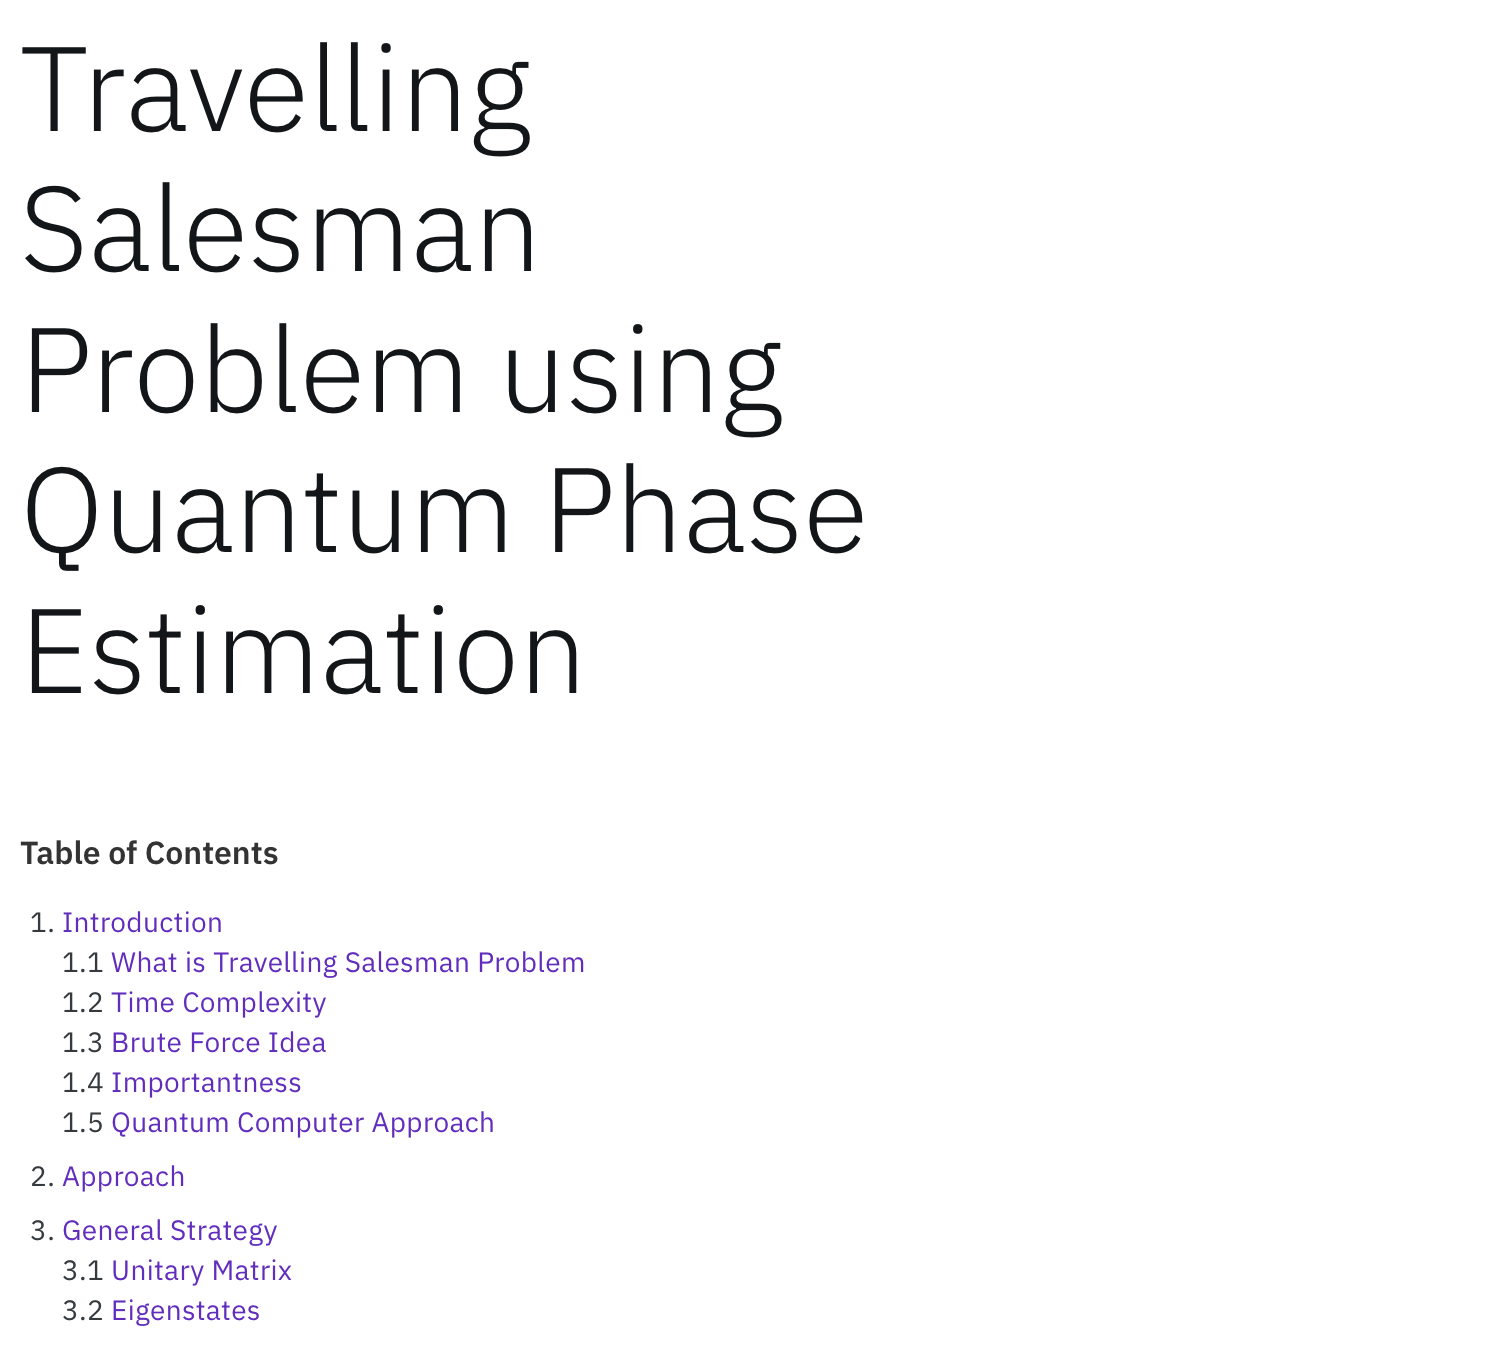 Travelling
Salesman
Problem using
Quantum Phase
Estimation
Table of Contents
1. Introduction
1.1 What is Travelling Salesman Problem
1.2 Time Complexity
1.3 Brute Force Idea
1.4 Importantness
1.5 Quantum Computer Approach
2. Approach
3. General Strategy
3.1 Unitary Matrix
3.2 Eigenstates